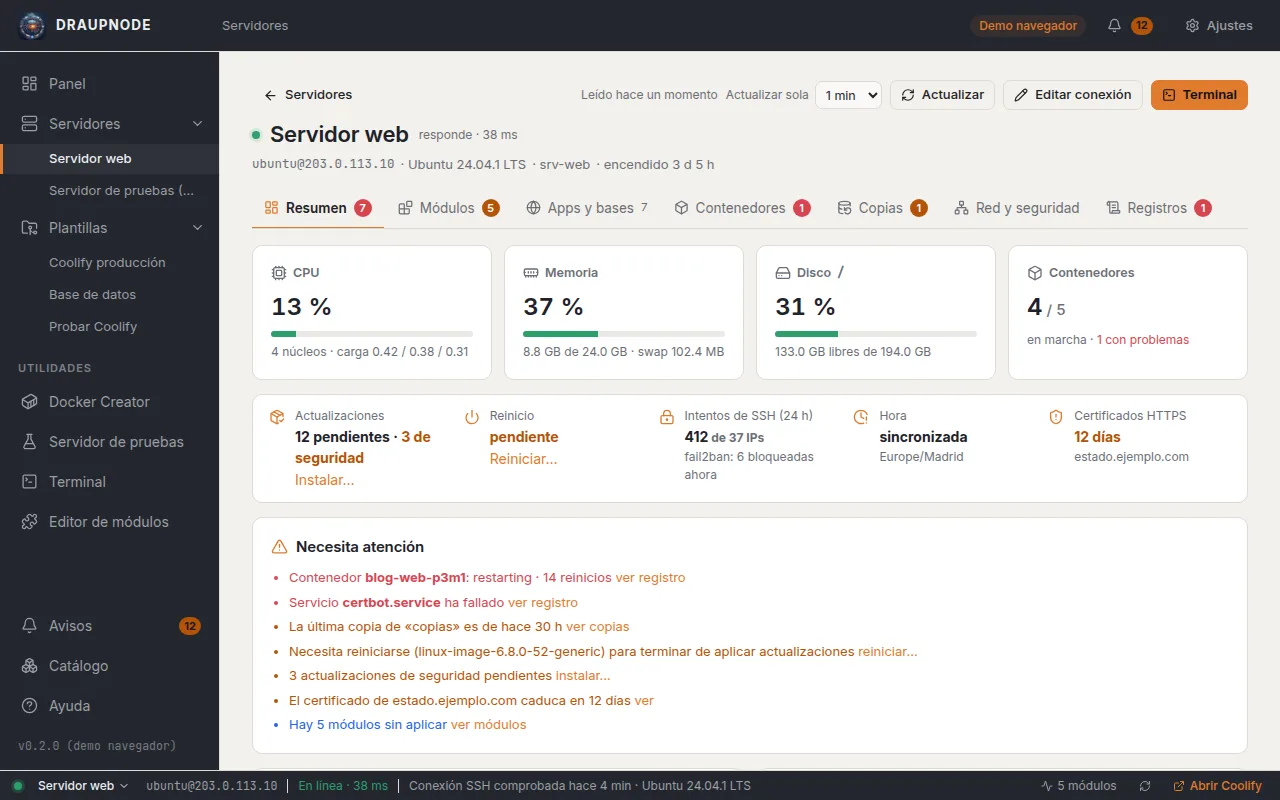 DRAUPNODE
Servidores
Demo navegador
12
Ajustes
Panel
Servidores
Servidor web
Servidor de pruebas (...
Plantillas
Coolify producción
Base de datos
Probar Coolify
UTILIDADES
Docker Creator
Servidor de pruebas
Terminal
Editor de módulos
Avisos 12
Catálogo
Ayuda
v0.2.0 (demo navegador)
Servidores
Leído hace un momento Actualizar sola 1 min Actualizar Editar conexión Terminal
Servidor web responde · 38 ms
ubuntu@203.0.113.10 · Ubuntu 24.04.1 LTS · srv-web · encendido 3 d 5 h
Resumen 7 Módulos 5 Apps y bases 7 Contenedores 1 Copias 1 Red y seguridad Registros 1
CPU
13 %
4 núcleos · carga 0.42 / 0.38 / 0.31
Memoria
37 %
8.8 GB de 24.0 GB · swap 102.4 MB
Disco /
31 %
133.0 GB libres de 194.0 GB
Contenedores
4 / 5
en marcha · 1 con problemas
Actualizaciones
12 pendientes · 3 de
seguridad
Instalar...
Reinicio
pendiente
Reiniciar...
Intentos de SSH (24 h)
412 de 37 IPs
fail2ban: 6 bloqueadas
ahora
Hora
sincronizada
Europe/Madrid
Certificados HTTPS
12 días
estado.ejemplo.com
Necesita atención
Contenedor blog-web-p3m1: restarting · 14 reinicios ver registro
Servicio certbot.service ha fallado ver registro
La última copia de «copias» es de hace 30 h ver copias
Necesita reiniciarse (linux-image-6.8.0-52-generic) para terminar de aplicar actualizaciones reiniciar...
3 actualizaciones de seguridad pendientes instalar...
El certificado de estado.ejemplo.com caduca en 12 días ver
Hay 5 módulos sin aplicar ver módulos
Servidor web ubuntu@203.0.113.10 En línea · 38 ms Conexión SSH comprobada hace 4 min · Ubuntu 24.04.1 LTS 5 módulos Abrir Coolify